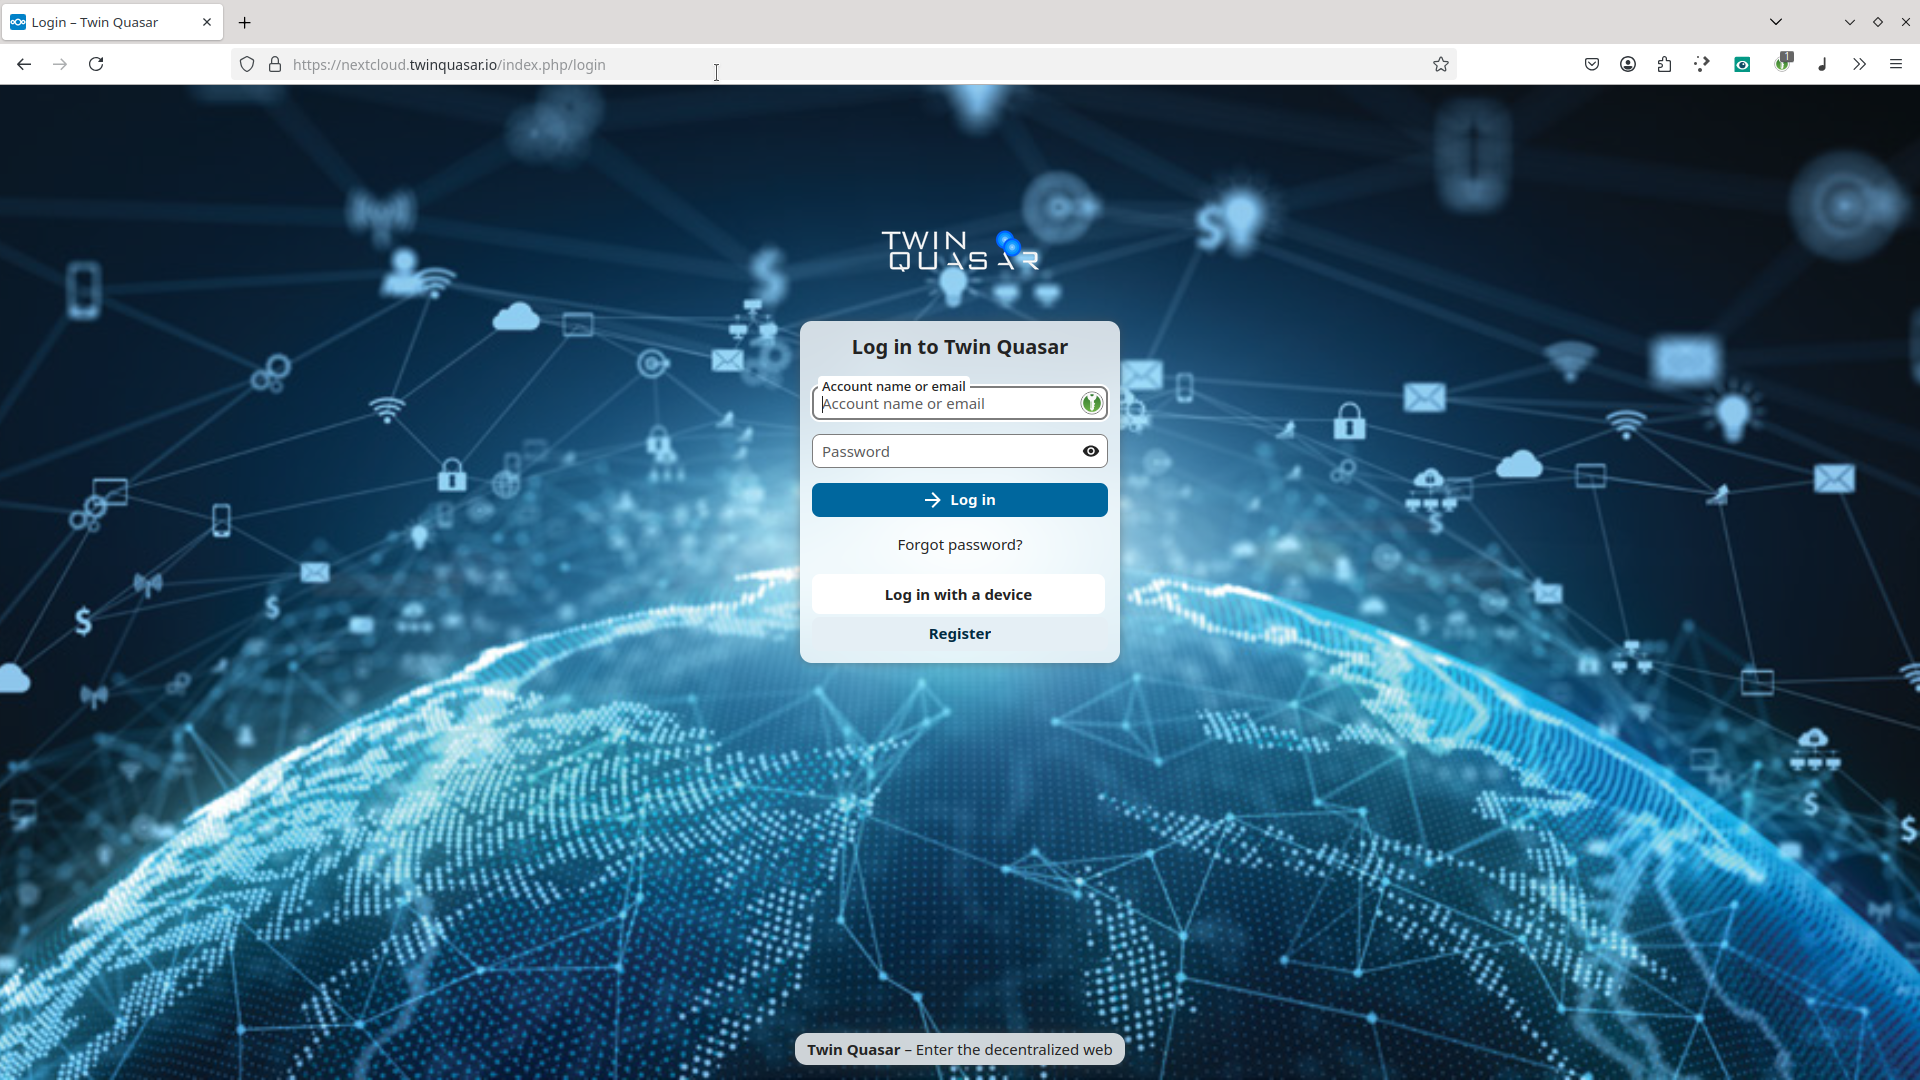 Login – Twin Quasar
1
https://nextcloud.twinquasar.io/index.php/login
TWIN
QUASAR
Log in to Twin Quasar
Account name or email
Account name or email
Password
Log in
Forgot password?
Log in with a device
Register
Twin Quasar – Enter the decentralized web